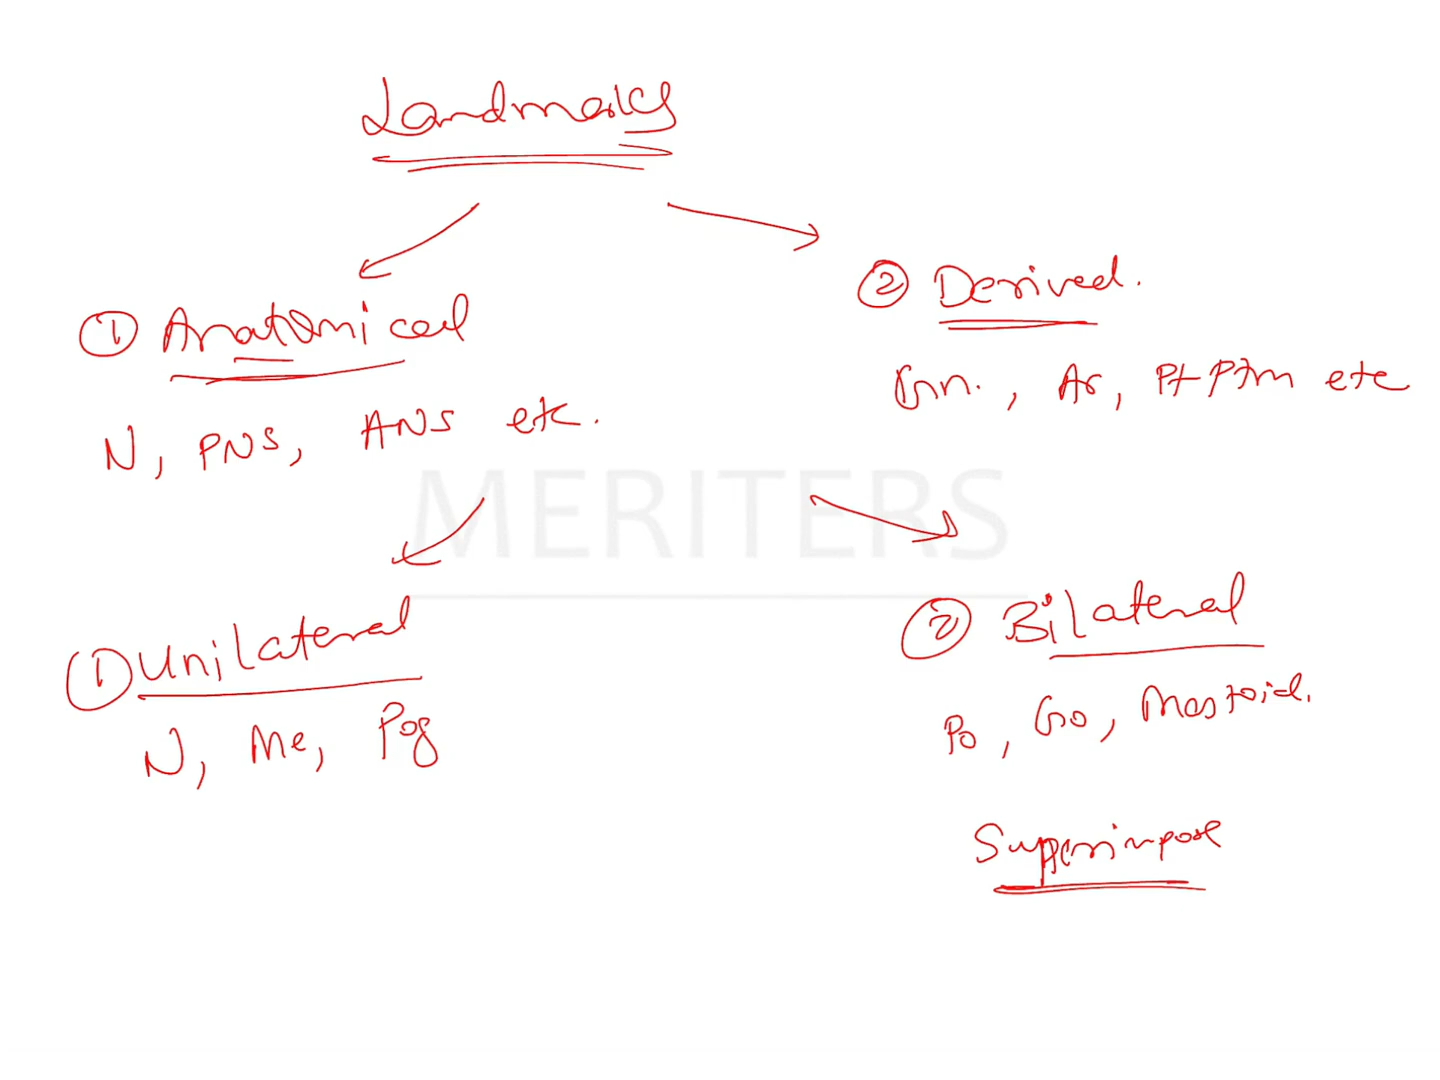 Landmarks
① Anatomical
② Derived.
N, PNS, ANS etc.
Gn., Ar, Pt Ptm etc
MERITERS
① Unilateral
② Bilateral
N, Me, Pog
Po, Go, Mastoid.
Superimpose